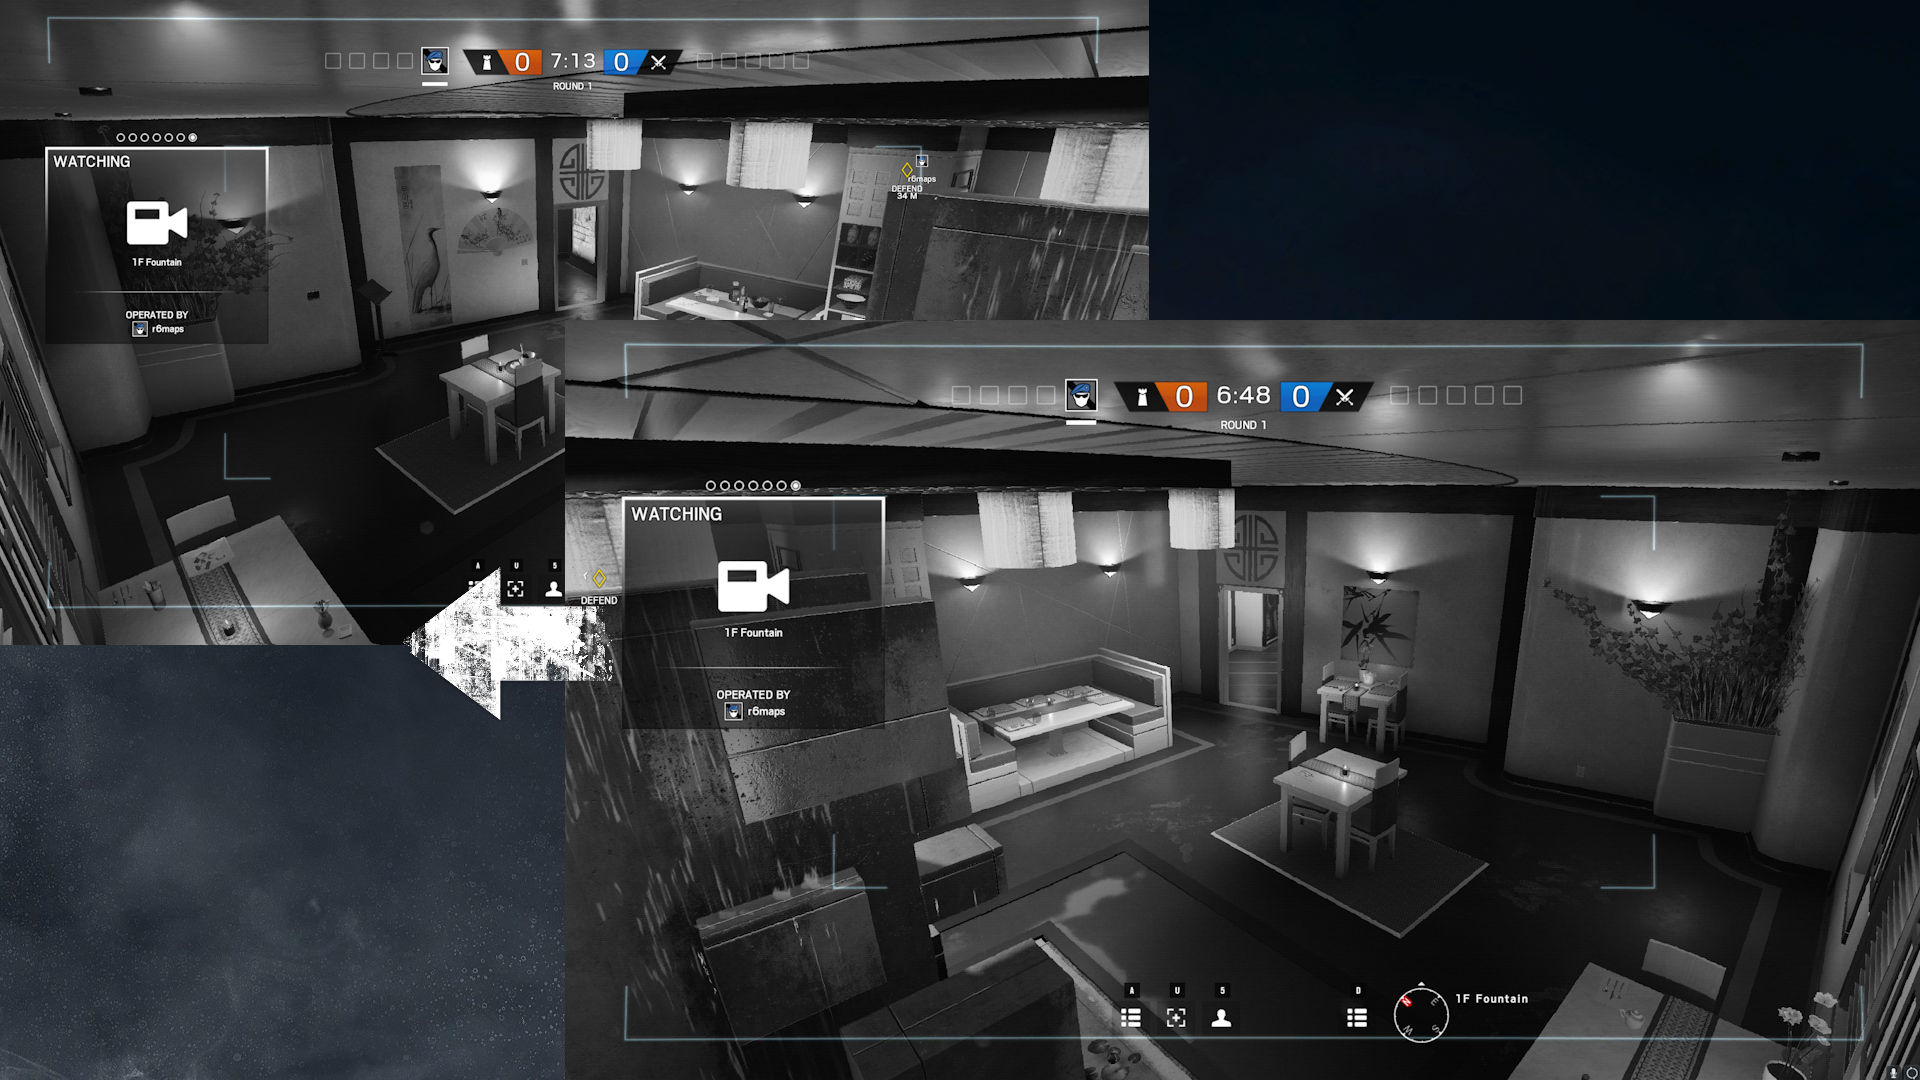 0 7:13 0
ROUND 1
WATCHING
1F Fountain
OPERATED BY
r6maps
r6maps
DEFEND
34 M
A U 5
0 6:48 0
ROUND 1
WATCHING
1F Fountain
OPERATED BY
r6maps
DEFEND
A U 5 D
N E S W
1F Fountain